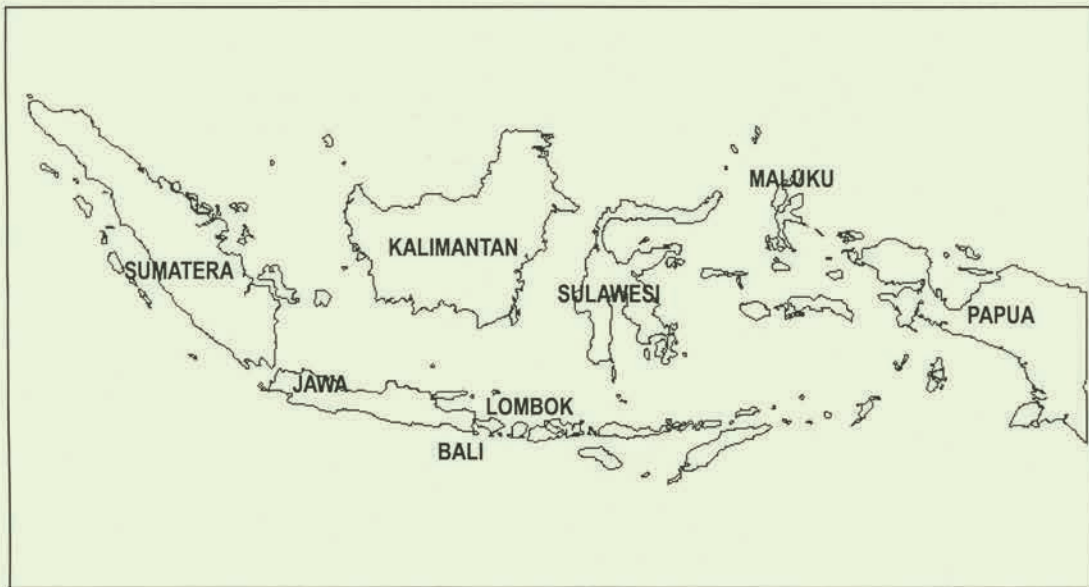 MALUKU
KALIMANTAN
SUMATERA
SULAWESI
PAPUA
JAWA
LOMBOK
BALI